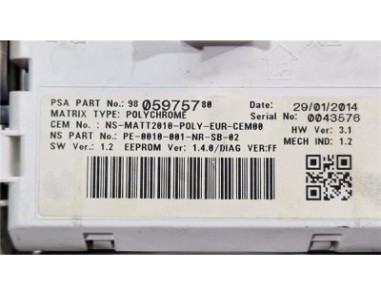 PSA PART No.: 98 059757 80 Date: 29/01/2014
MATRIX TYPE: POLYCHROME Serial No: 0043576
CEM No.: NS-MATT2010-POLY-EUR-CEM00 HW Ver: 3.1
NS PART No.: PE-0010-001-NR-SB-02 MECH IND: 1.2
SW Ver.: 1.2 EEPROM Ver: 1.4.0/DIAG VER:FF